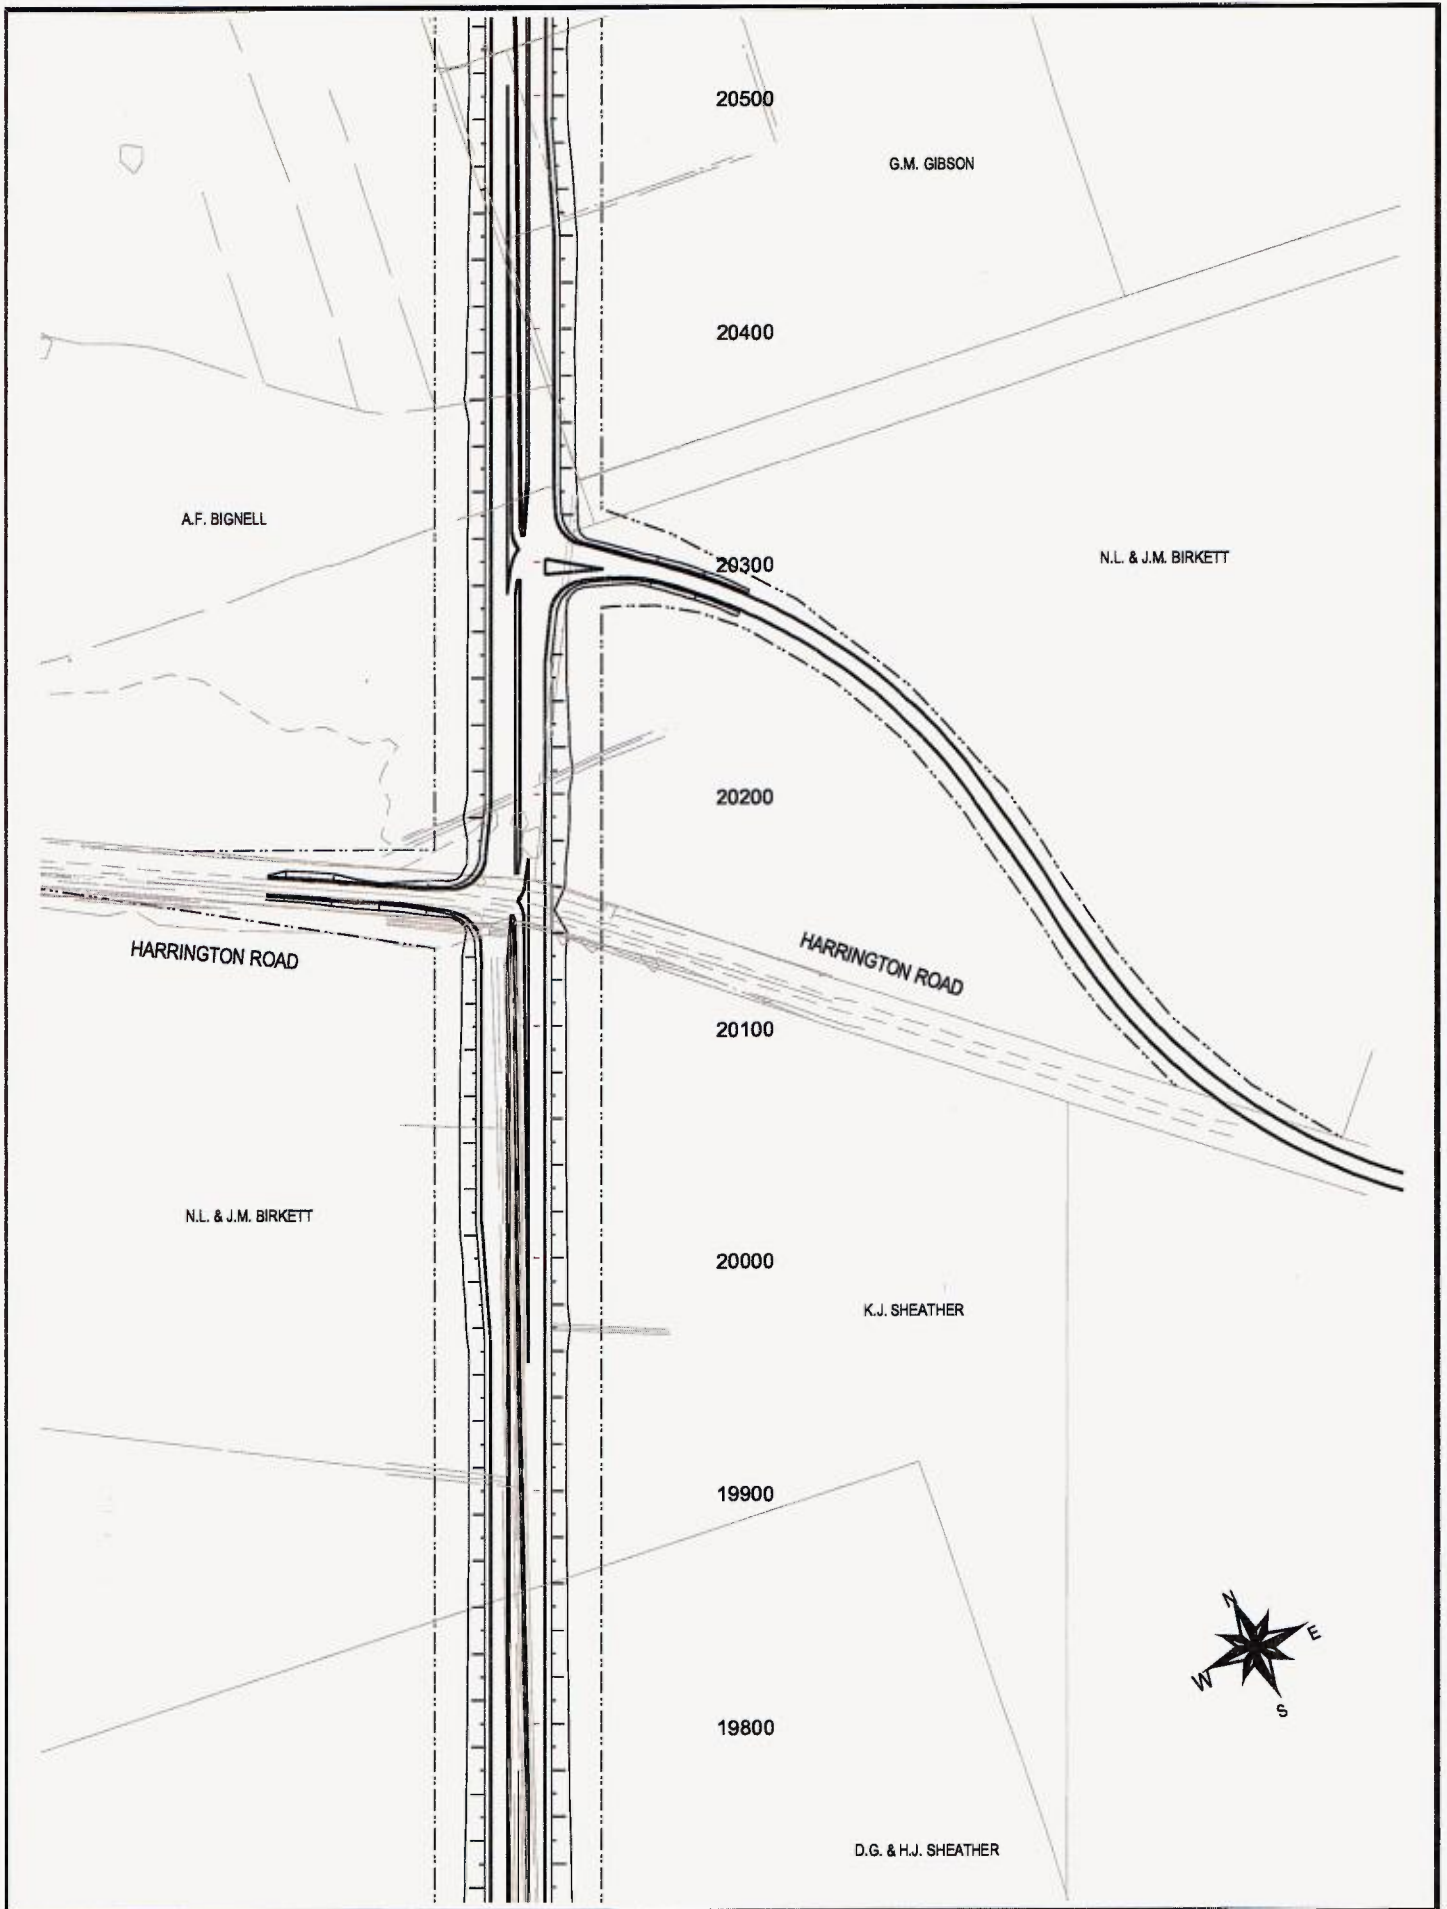 20500
G.M. GIBSON
20400
A.F. BIGNELL
20300
N.L. & J.M. BIRKETT
20200
HARRINGTON ROAD
HARRINGTON ROAD
20100
N.L. & J.M. BIRKETT
20000
K.J. SHEATHER
19900
N
E
W
S
19800
D.G. & H.J. SHEATHER